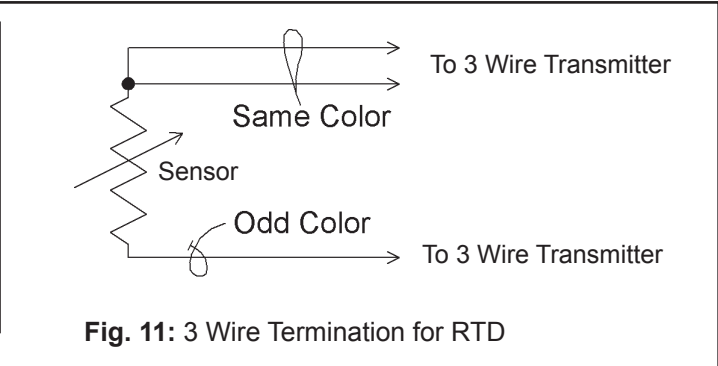 To 3 Wire Transmitter
Same Color
Sensor
Odd Color
To 3 Wire Transmitter
Fig. 11: 3 Wire Termination for RTD